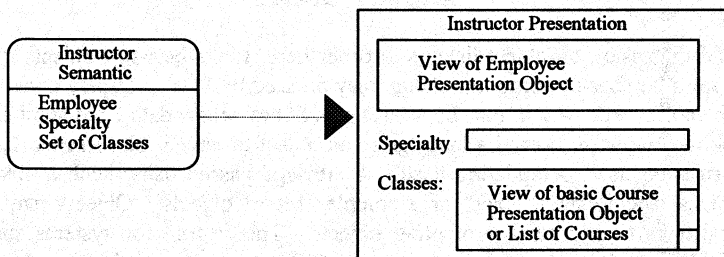 Instructor
Semantic
Employee
Specialty
Set of Classes
Instructor Presentation
View of Employee
Presentation Object
Specialty
Classes:
View of basic Course
Presentation Object
or List of Courses